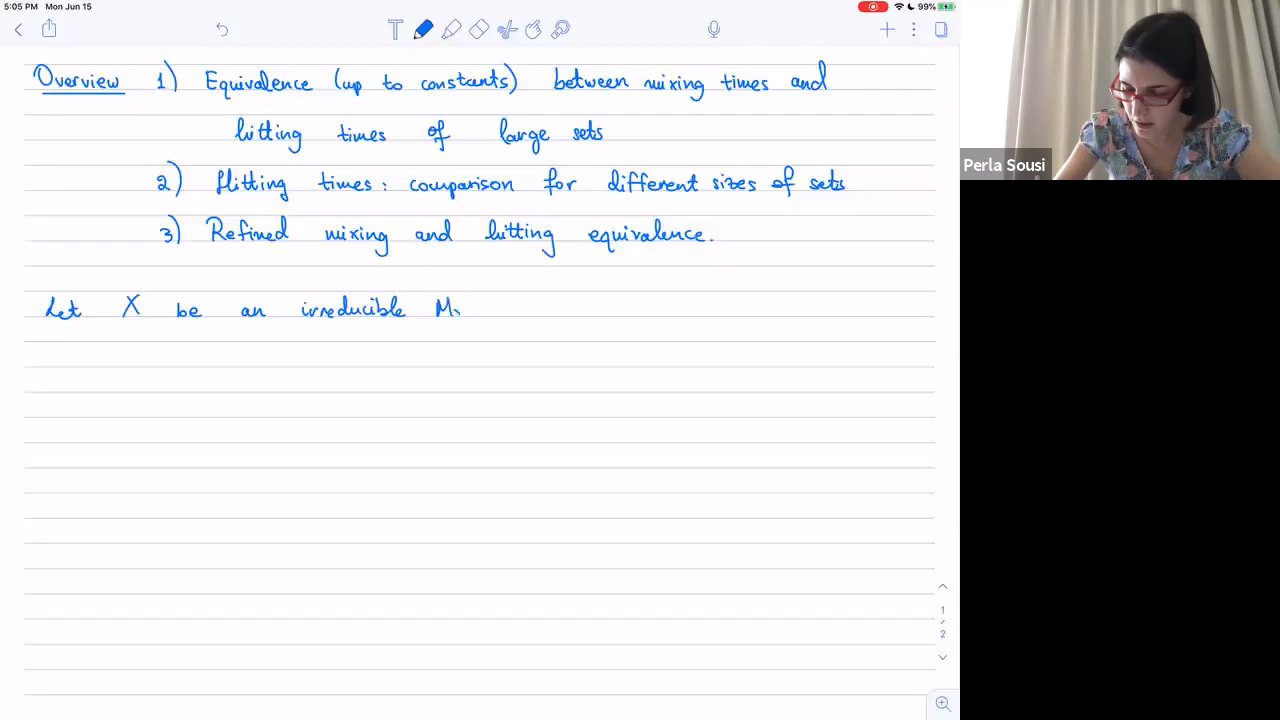 5:05 PM Mon Jun 15
99%
Overview 1) Equivalence (up to constants) between mixing times and
hitting times of large sets
2) Hitting times: comparison for different sizes of sets
3) Refined mixing and hitting equivalence.
Let X be an irreducible M
Perla Sousi
1
2